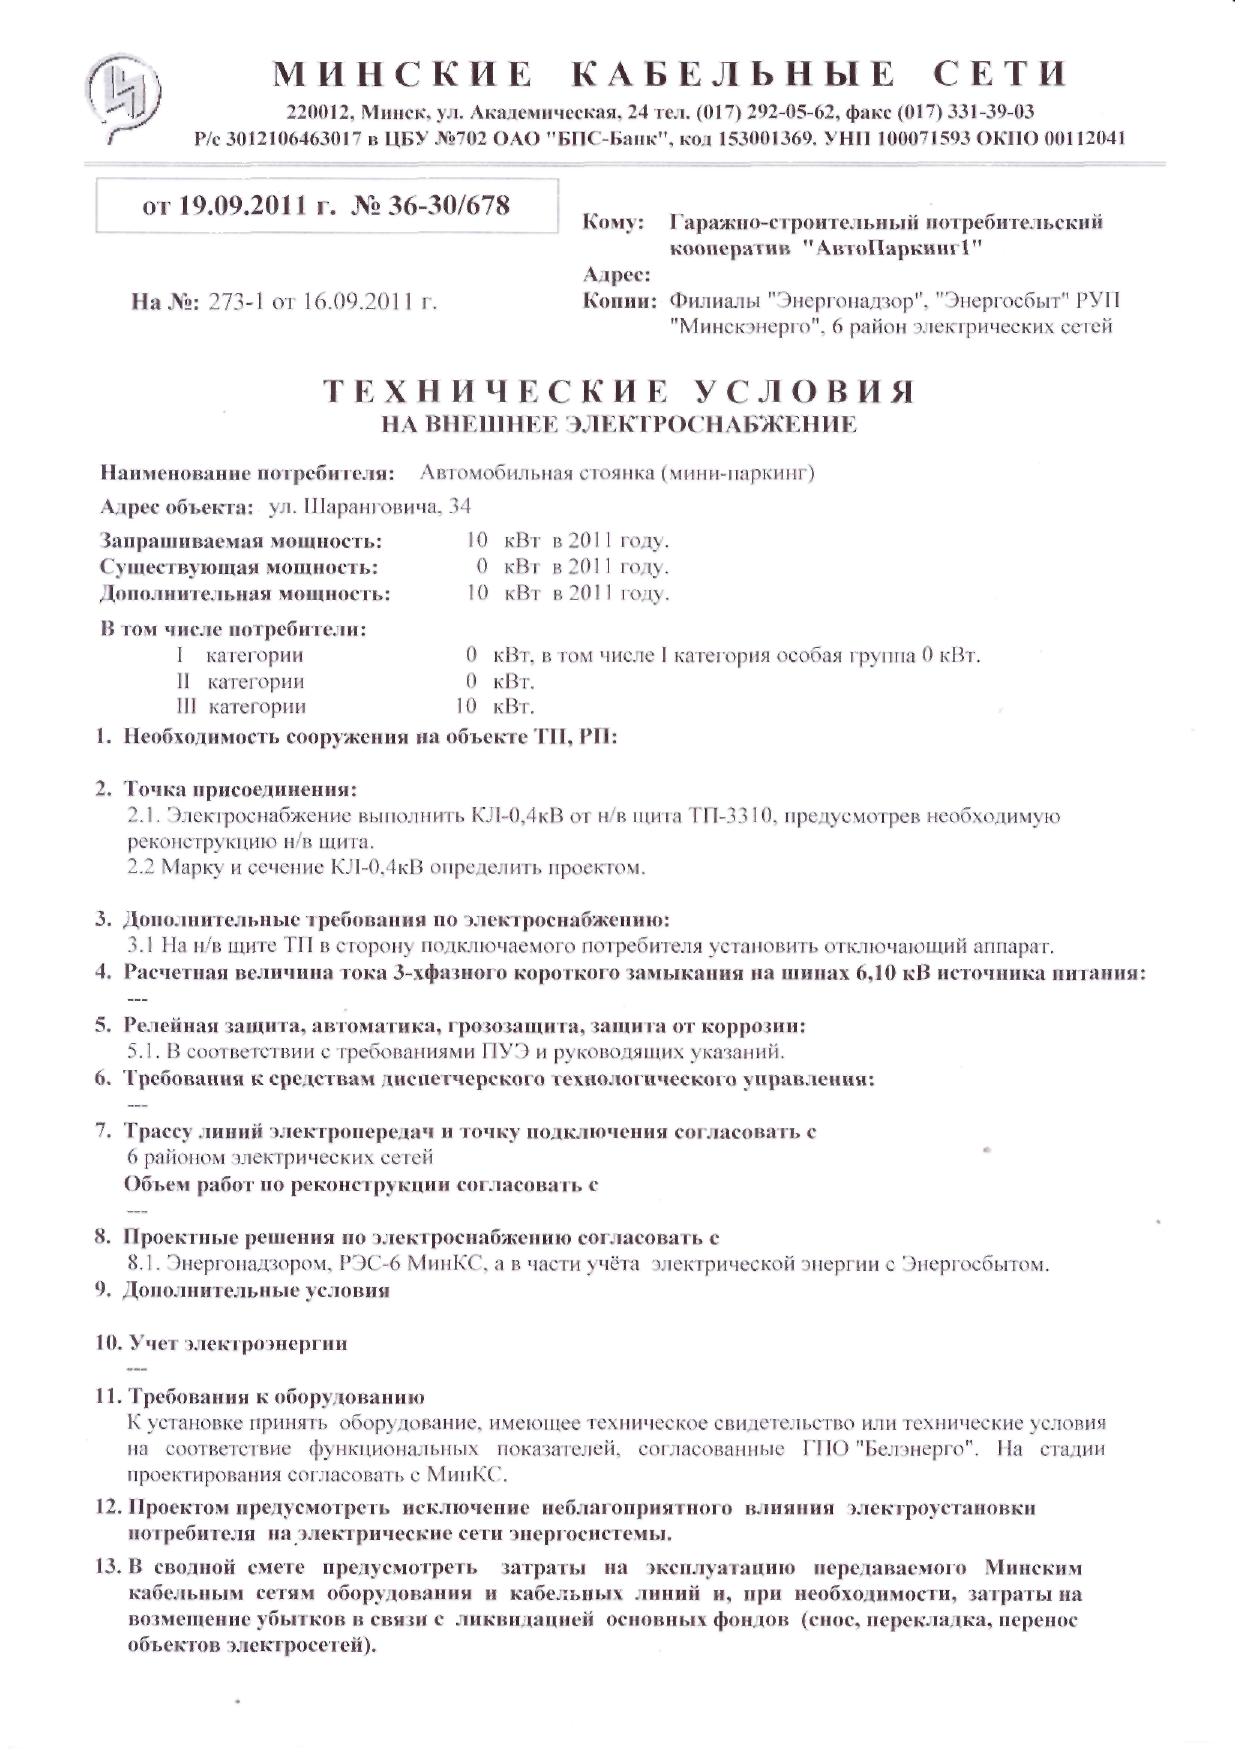 МИНСКИЕ КАБЕЛЬНЫЕ СЕТИ
220012, Минск, ул. Академическая, 24 тел. (017) 292-05-62, факс (017) 331-39-03
Р/с 3012106463017 в ЦБУ №702 ОАО "БПС-Банк", код 153001369, УНП 100071593 ОКПО 00112041
от 19.09.2011 г. № 36-30/678
Кому: Гаражно-строительный потребительский
кооператив "АвтоПаркинг1"
Адрес:
На №: 273-1 от 16.09.2011 г.
Копии: Филиалы "Энергонадзор", "Энергосбыт" РУП
"Минскэнерго", 6 район электрических сетей
ТЕХНИЧЕСКИЕ УСЛОВИЯ
НА ВНЕШНЕЕ ЭЛЕКТРОСНАБЖЕНИЕ
Наименование потребителя: Автомобильная стоянка (мини-паркинг)
Адрес объекта: ул. Шаранговича, 34
Запрашиваемая мощность: 10 кВт в 2011 году.
Существующая мощность: 0 кВт в 2011 году.
Дополнительная мощность: 10 кВт в 2011 году.
В том числе потребители:
I категории 0 кВт, в том числе I категория особая группа 0 кВт.
II категории 0 кВт.
III категории 10 кВт.
1. Необходимость сооружения на объекте ТП, РП:
2. Точка присоединения:
2.1. Электроснабжение выполнить КЛ-0,4кВ от н/в щита ТП-3310, предусмотрев необходимую
реконструкцию н/в щита.
2.2 Марку и сечение КЛ-0,4кВ определить проектом.
3. Дополнительные требования по электроснабжению:
3.1 На н/в щите ТП в сторону подключаемого потребителя установить отключающий аппарат.
4. Расчетная величина тока 3-хфазного короткого замыкания на шинах 6,10 кВ источника питания:
---
5. Релейная защита, автоматика, грозозащита, защита от коррозии:
5.1. В соответствии с требованиями ПУЭ и руководящих указаний.
6. Требования к средствам диспетчерского технологического управления:
---
7. Трассу линий электропередач и точку подключения согласовать с
6 районом электрических сетей
Объем работ по реконструкции согласовать с
---
8. Проектные решения по электроснабжению согласовать с
8.1. Энергонадзором, РЭС-6 МинКС, а в части учёта электрической энергии с Энергосбытом.
9. Дополнительные условия
10. Учет электроэнергии
---
11. Требования к оборудованию
К установке принять оборудование, имеющее техническое свидетельство или технические условия
на соответствие функциональных показателей, согласованные ГПО "Белэнерго". На стадии
проектирования согласовать с МинКС.
12. Проектом предусмотреть исключение неблагоприятного влияния электроустановки
потребителя на электрические сети энергосистемы.
13. В сводной смете предусмотреть затраты на эксплуатацию передаваемого Минским
кабельным сетям оборудования и кабельных линий и, при необходимости, затраты на
возмещение убытков в связи с ликвидацией основных фондов (снос, перекладка, перенос
объектов электросетей).